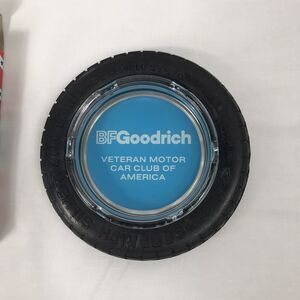 BFGoodrich
VETERAN MOTOR
CAR CLUB OF
AMERICA